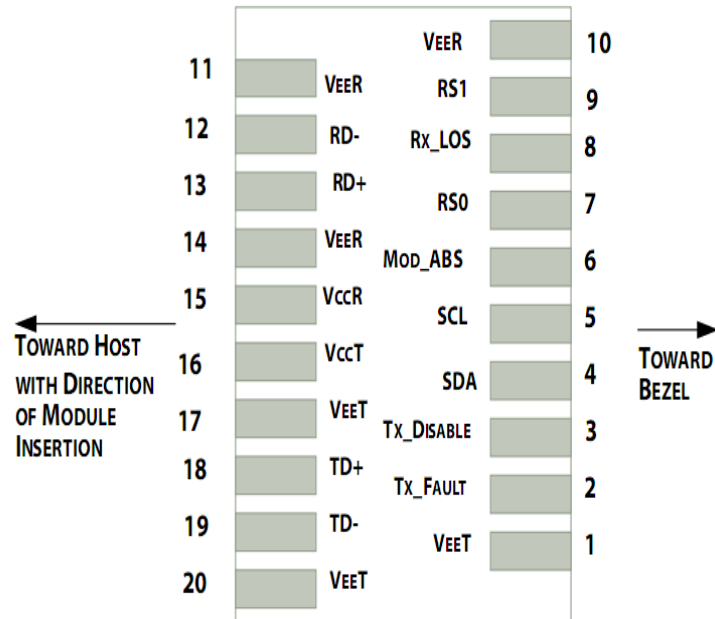 VEER 10
11 VEER
RS1 9
12 RD-
Rx_LOS 8
13 RD+
RS0 7
14 VEER
MOD_ABS 6
15 VCCR
SCL 5
TOWARD HOST
WITH DIRECTION
OF MODULE
INSERTION
16 VCCT
SDA 4
TOWARD
BEZEL
17 VEET
TX_DISABLE 3
18 TD+
TX_FAULT 2
19 TD-
VEET 1
20 VEET